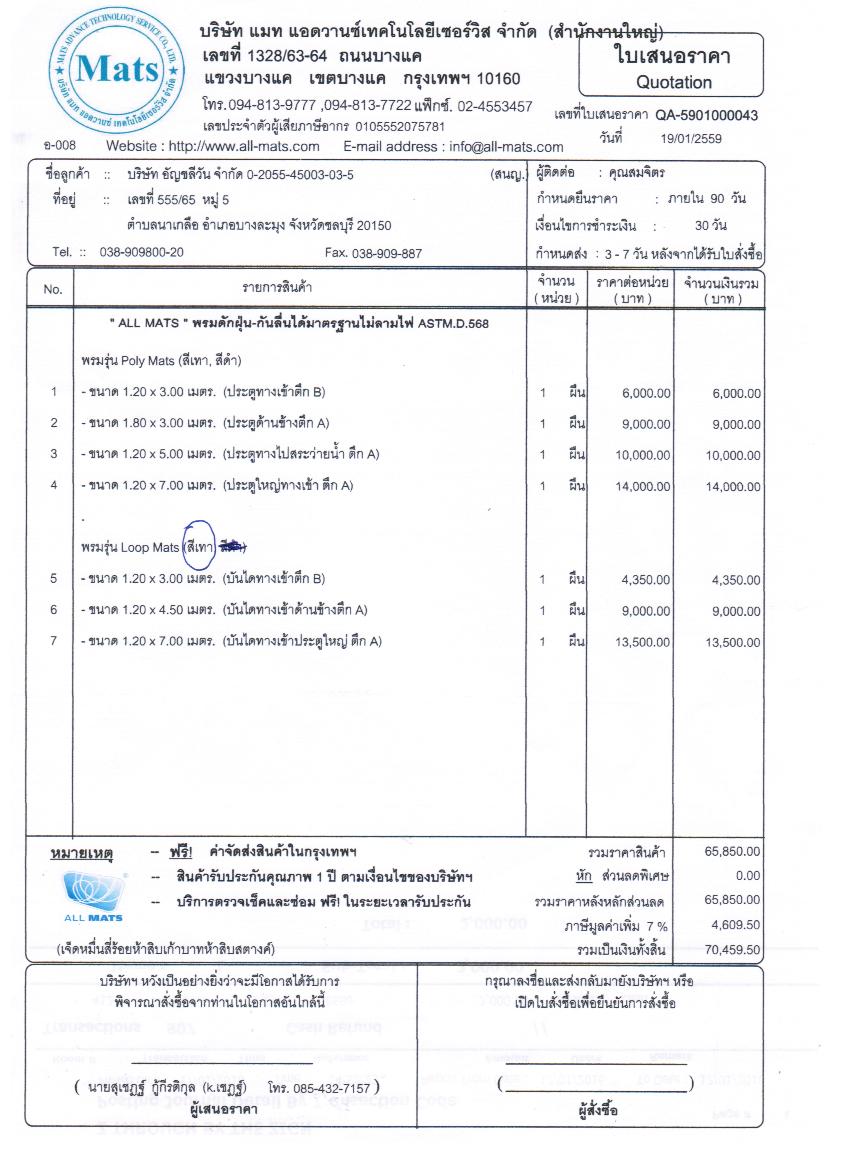 MATS ADVANCE TECHNOLOGY SERVICE CO.,LTD.
Mats
บริษัท แมท แอดวานซ์ เทคโนโลยีเซอร์วิส จำกัด
บริษัท แมท แอดวานซ์เทคโนโลยีเซอร์วิส จำกัด (สำนักงานใหญ่)
เลขที่ 1328/63-64 ถนนบางแค
แขวงบางแค เขตบางแค กรุงเทพฯ 10160
ใบเสนอราคา
Quotation
โทร.094-813-9777 ,094-813-7722 แฟ็กซ์. 02-4553457
เลขที่ใบเสนอราคา QA-5901000043
เลขประจำตัวผู้เสียภาษีอากร 0105552075781
วันที่ 19/01/2559
อ-008 Website : http://www.all-mats.com E-mail address : info@all-mats.com
ชื่อลูกค้า :: บริษัท อัญชลีวัน จำกัด 0-2055-45003-03-5 (สนญ.) ผู้ติดต่อ : คุณสมจิตร
ที่อยู่ :: เลขที่ 555/65 หมู่ 5 กำหนดยืนราคา : ภายใน 90 วัน
ตำบลนาเกลือ อำเภอบางละมุง จังหวัดชลบุรี 20150 เงื่อนไขการชำระเงิน : 30 วัน
Tel. :: 038-909800-20 Fax. 038-909-887 กำหนดส่ง : 3 - 7 วัน หลังจากได้รับใบสั่งซื้อ
No. รายการสินค้า จำนวน (หน่วย) ราคาต่อหน่วย (บาท) จำนวนเงินรวม (บาท)
" ALL MATS " พรมดักฝุ่น-กันลื่นได้มาตรฐานไม่ลามไฟ ASTM.D.568
พรมรุ่น Poly Mats (สีเทา, สีดำ)
1 - ขนาด 1.20 x 3.00 เมตร. (ประตูทางเข้าตึก B) 1 ผืน 6,000.00 6,000.00
2 - ขนาด 1.80 x 3.00 เมตร. (ประตูด้านข้างตึก A) 1 ผืน 9,000.00 9,000.00
3 - ขนาด 1.20 x 5.00 เมตร. (ประตูทางไปสระว่ายน้ำ ตึก A) 1 ผืน 10,000.00 10,000.00
4 - ขนาด 1.20 x 7.00 เมตร. (ประตูใหญ่ทางเข้า ตึก A) 1 ผืน 14,000.00 14,000.00
.
พรมรุ่น Loop Mats (สีเทา
5 - ขนาด 1.20 x 3.00 เมตร. (บันไดทางเข้าตึก B) 1 ผืน 4,350.00 4,350.00
6 - ขนาด 1.20 x 4.50 เมตร. (บันไดทางเข้าด้านข้างตึก A) 1 ผืน 9,000.00 9,000.00
7 - ขนาด 1.20 x 7.00 เมตร. (บันไดทางเข้าประตูใหญ่ ตึก A) 1 ผืน 13,500.00 13,500.00
หมายเหตุ -- ฟรี! ค่าจัดส่งสินค้าในกรุงเทพฯ รวมราคาสินค้า 65,850.00
-- สินค้ารับประกันคุณภาพ 1 ปี ตามเงื่อนไขของบริษัทฯ หัก ส่วนลดพิเศษ 0.00
-- บริการตรวจเช็คและซ่อม ฟรี! ในระยะเวลารับประกัน รวมราคาหลังหักส่วนลด 65,850.00
ALL MATS
ภาษีมูลค่าเพิ่ม 7 % 4,609.50
(เจ็ดหมื่นสี่ร้อยห้าสิบเก้าบาทห้าสิบสตางค์) รวมเป็นเงินทั้งสิ้น 70,459.50
บริษัทฯ หวังเป็นอย่างยิ่งว่าจะมีโอกาสได้รับการ
พิจารณาสั่งซื้อจากท่านในโอกาสอันใกล้นี้
กรุณาลงชื่อและส่งกลับมายังบริษัทฯ หรือ
เปิดใบสั่งซื้อเพื่อยืนยันการสั่งซื้อ
( นายสุเชฏฐ์ กู้กีรติกุล (k.เชฏฐ์) โทร. 085-432-7157 )
ผู้เสนอราคา
ผู้สั่งซื้อ